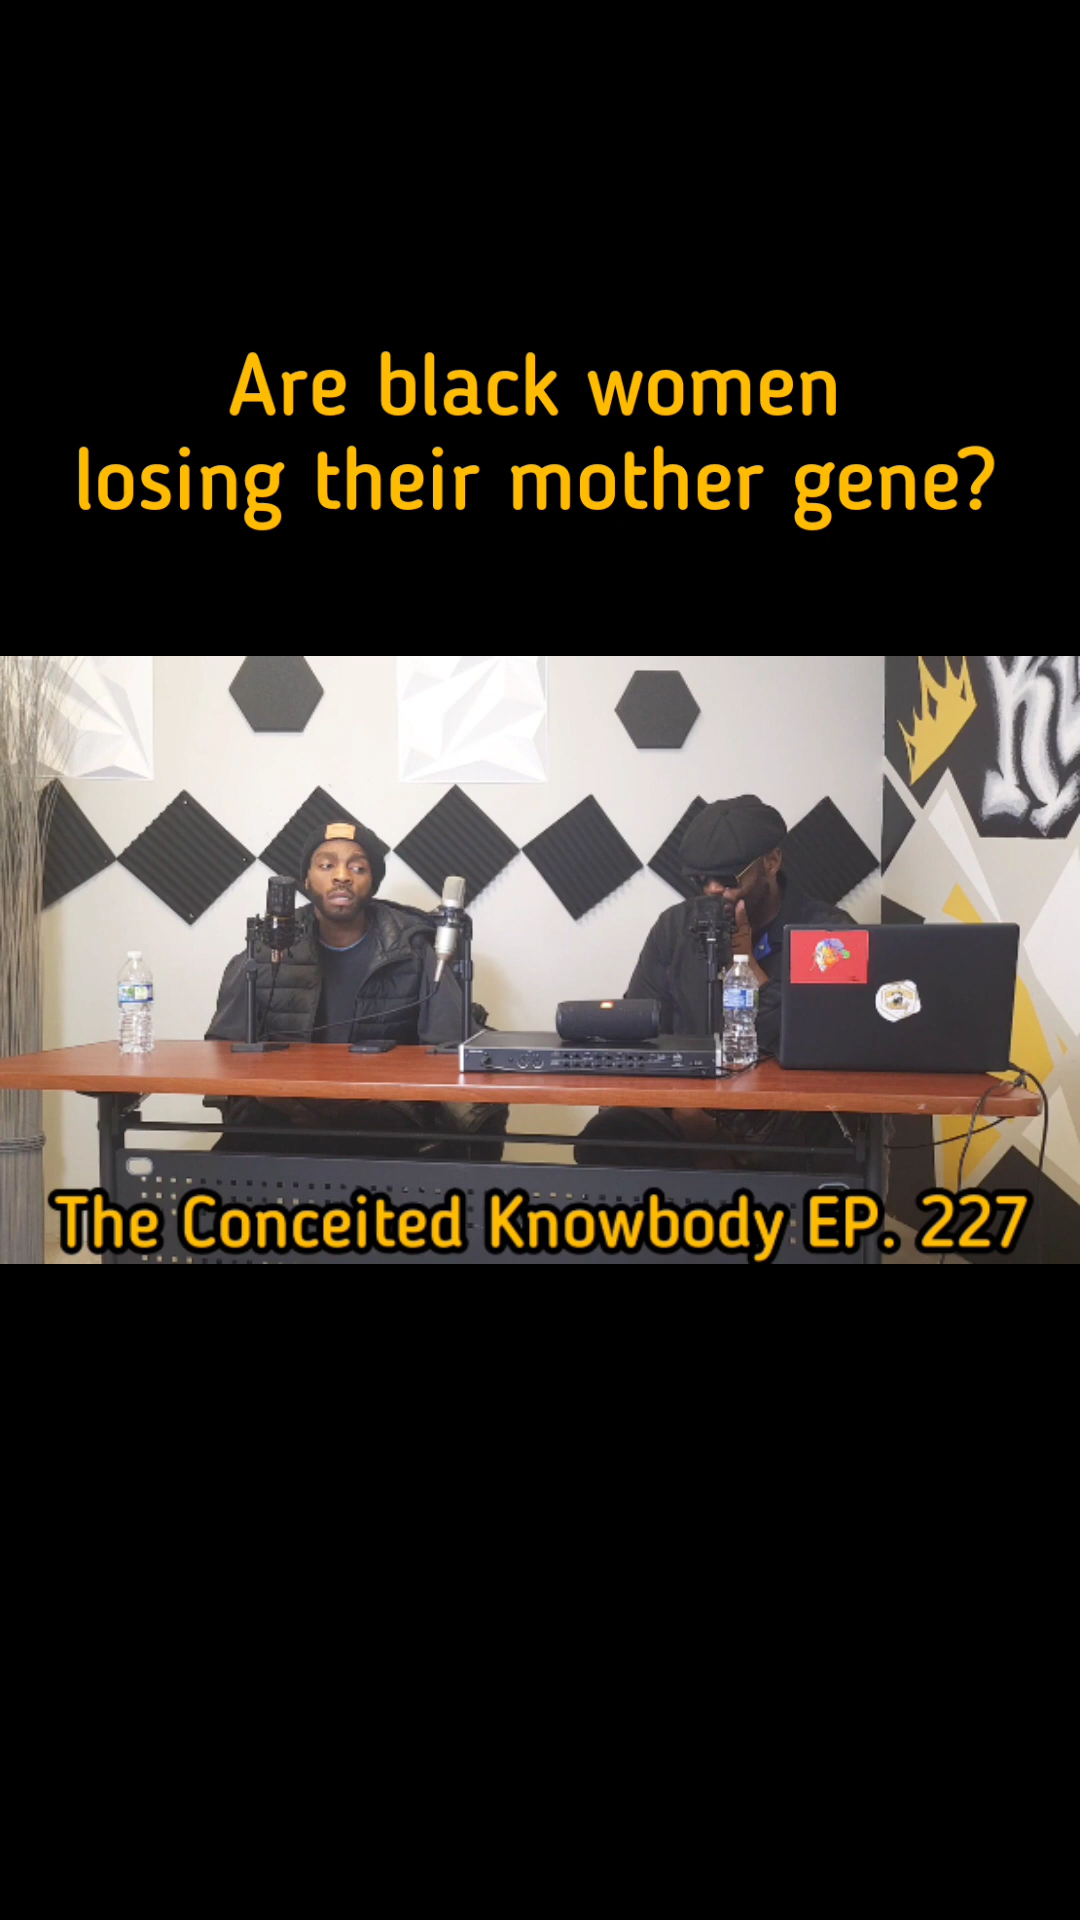 Are black women
losing their mother gene?
The Conceited Knowbody EP. 227